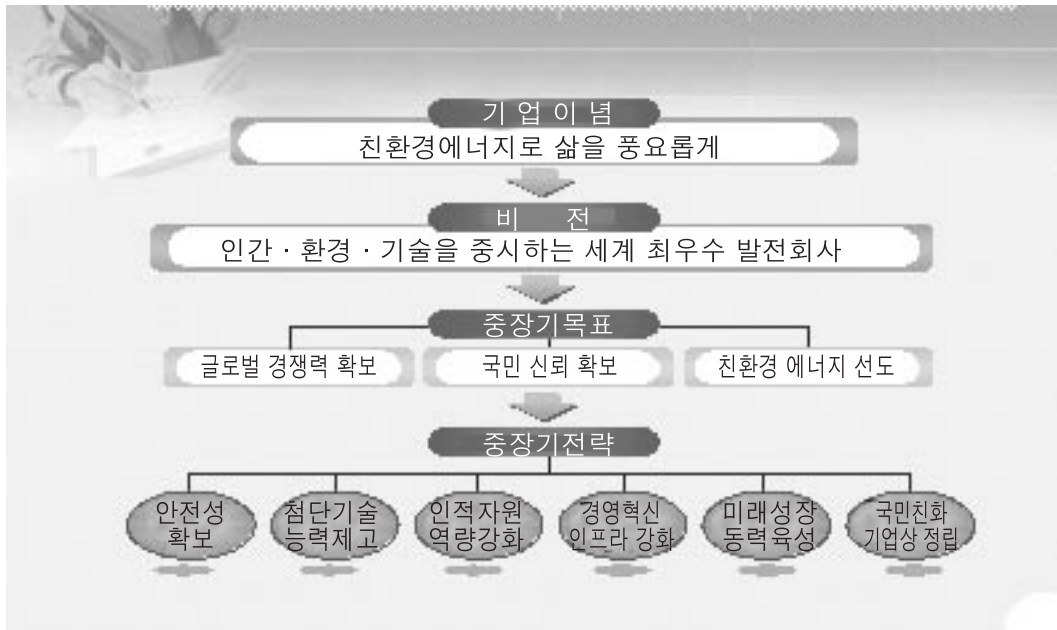 기 업 이 념
친환경에너지로 삶을 풍요롭게
비 전
인간 · 환경 · 기술을 중시하는 세계 최우수 발전회사
중장기목표
글로벌 경쟁력 확보
국민 신뢰 확보
친환경 에너지 선도
중장기전략
안전성
확보
첨단기술
능력제고
인적자원
역량강화
경영혁신
인프라 강화
미래성장
동력육성
국민친화
기업상 정립